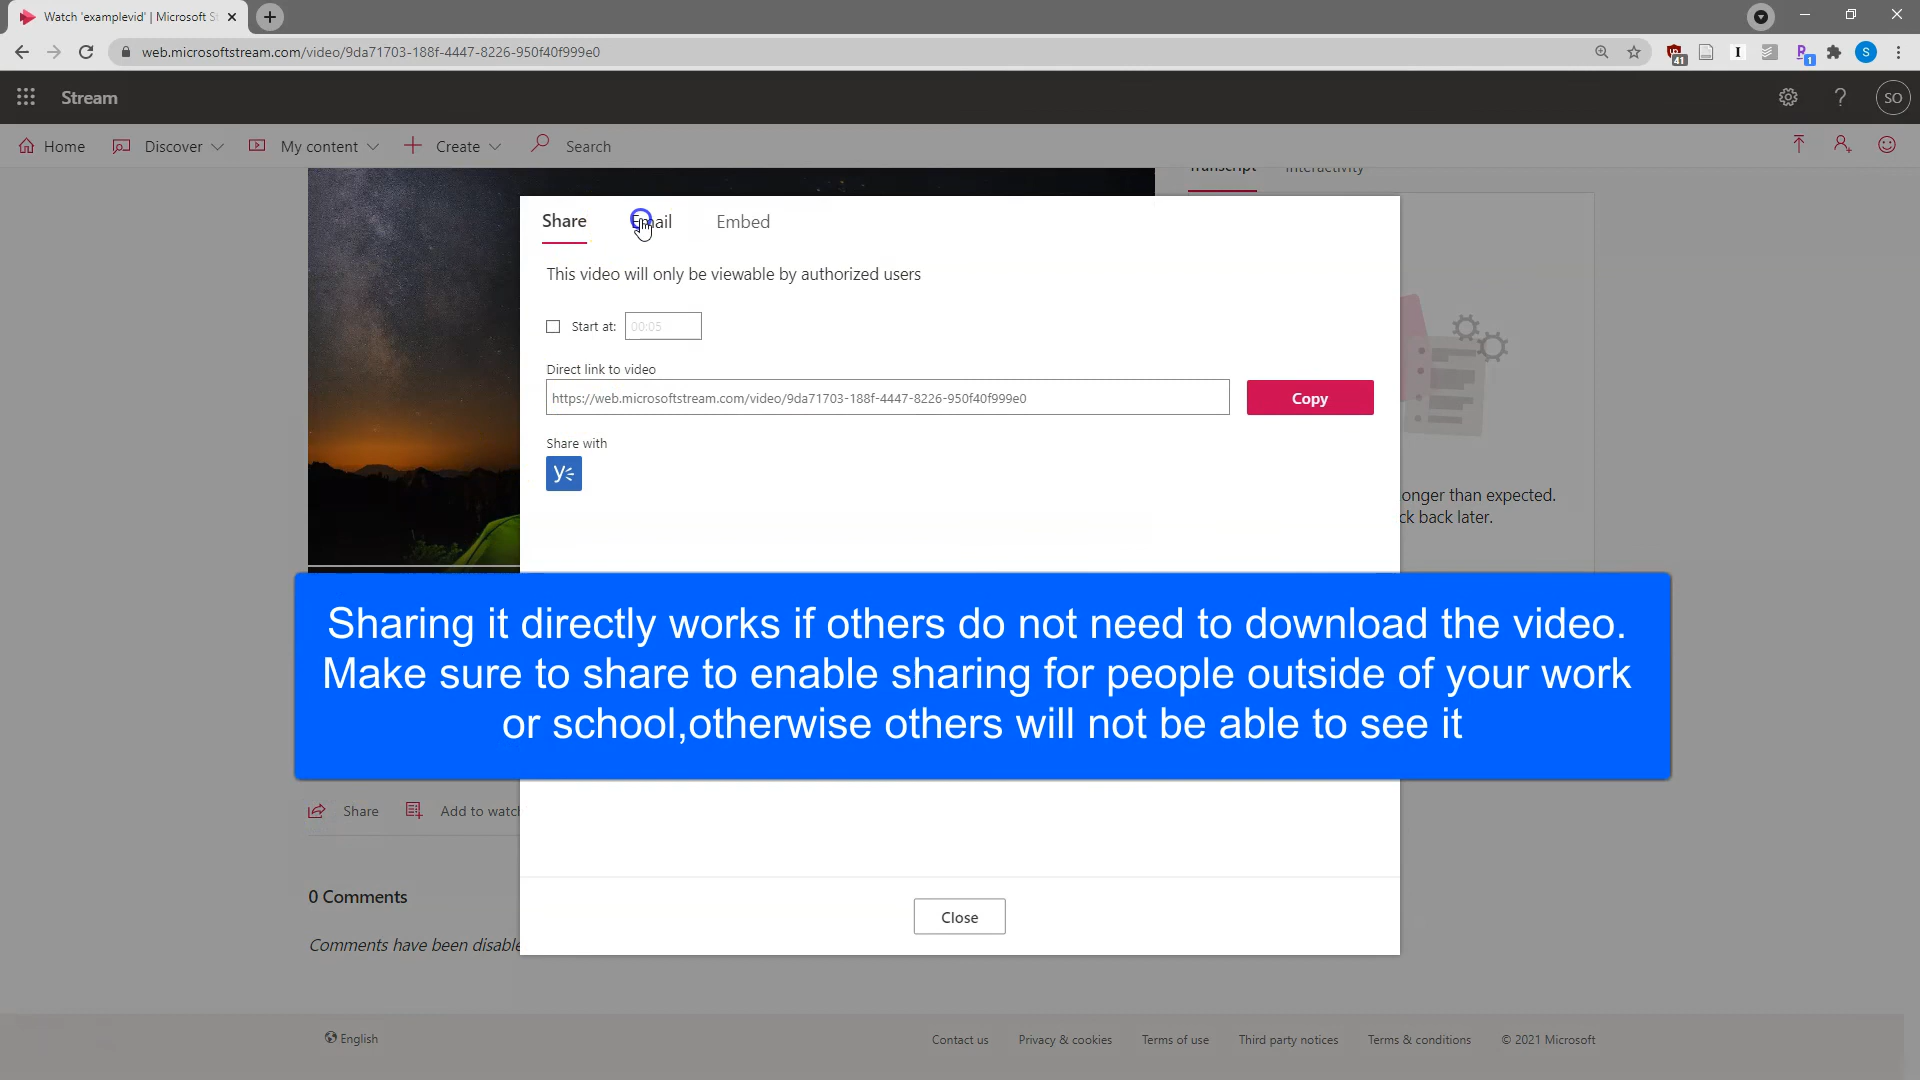 Watch 'examplevid' | Microsoft St
web.microsoftstream.com/video/9da71703-188f-4447-8226-950f40f999e0
41
1
S
Stream
?
SO
Home
Discover
My content
Create
Search
Transcript
Interactivity
Share
Email
Embed
This video will only be viewable by authorized users
Start at:
00:05
Direct link to video
https://web.microsoftstream.com/video/9da71703-188f-4447-8226-950f40f999e0
Copy
Share with
onger than expected.
ck back later.
Sharing it directly works if others do not need to download the video.
Make sure to share to enable sharing for people outside of your work
or school,otherwise others will not be able to see it
Share
Add to watch
0 Comments
Comments have been disable
Close
English
Contact us
Privacy & cookies
Terms of use
Third party notices
Terms & conditions
© 2021 Microsoft